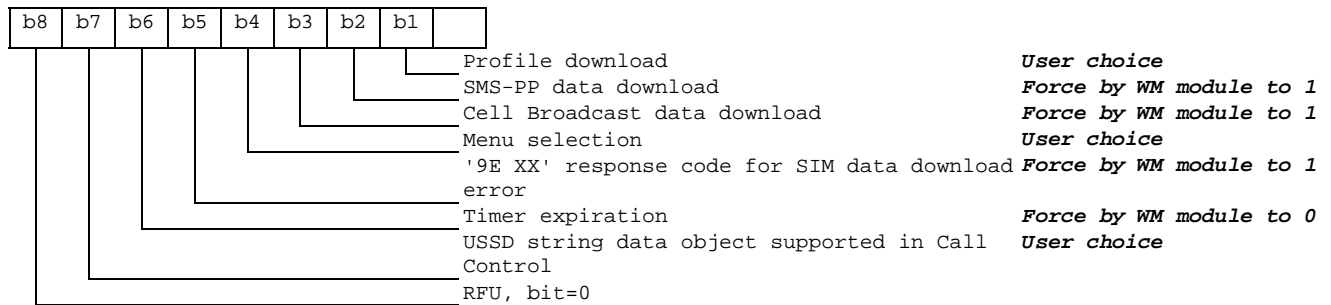 b8 b7 b6 b5 b4 b3 b2 b1
Profile download User choice
SMS-PP data download Force by WM module to 1
Cell Broadcast data download Force by WM module to 1
Menu selection User choice
'9E XX' response code for SIM data download Force by WM module to 1
error
Timer expiration Force by WM module to 0
USSD string data object supported in Call User choice
Control
RFU, bit=0